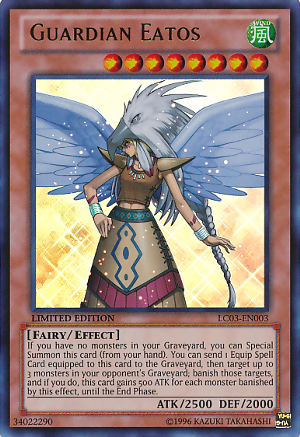 GUARDIAN EATOS
WIND
風
LIMITED EDITION
LC03-EN003
[FAIRY/EFFECT]
If you have no monsters in your Graveyard, you can Special
Summon this card (from your hand). You can send 1 Equip Spell
Card equipped to this card to the Graveyard, then target up to
3 monsters in your opponent's Graveyard; banish those targets,
and if you do, this card gains 500 ATK for each monster banished
by this effect, until the End Phase.
ATK/2500 DEF/2000
34022290
©1996 KAZUKI TAKAHASHI